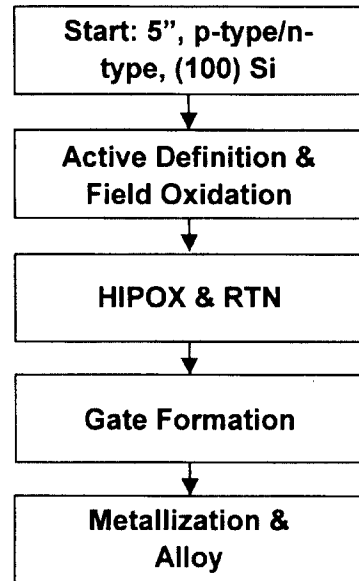 Start: 5”, p-type/n-
type, (100) Si
Active Definition &
Field Oxidation
HIPOX & RTN
Gate Formation
Metallization &
Alloy